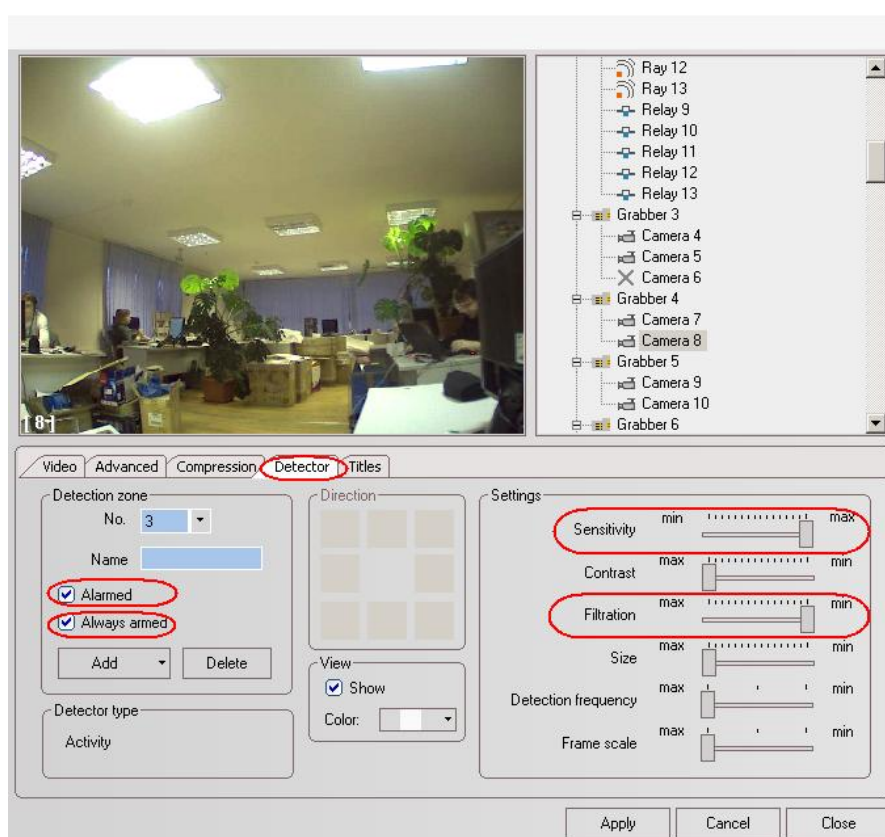 Ray 12
Ray 13
Relay 9
Relay 10
Relay 11
Relay 12
Relay 13
Grabber 3
Camera 4
Camera 5
Camera 6
Grabber 4
Camera 7
Camera 8
Grabber 5
Camera 9
Camera 10
Grabber 6
[ 8 ]
Video Advanced Compression Detector Titles
Detection zone
No. 3
Name
Alarmed
Always armed
Add Delete
Detector type
Activity
Direction
View
Show
Color:
Settings
Sensitivity min max
Contrast max min
Filtration max min
Size max min
Detection frequency max min
Frame scale max min
Apply Cancel Close